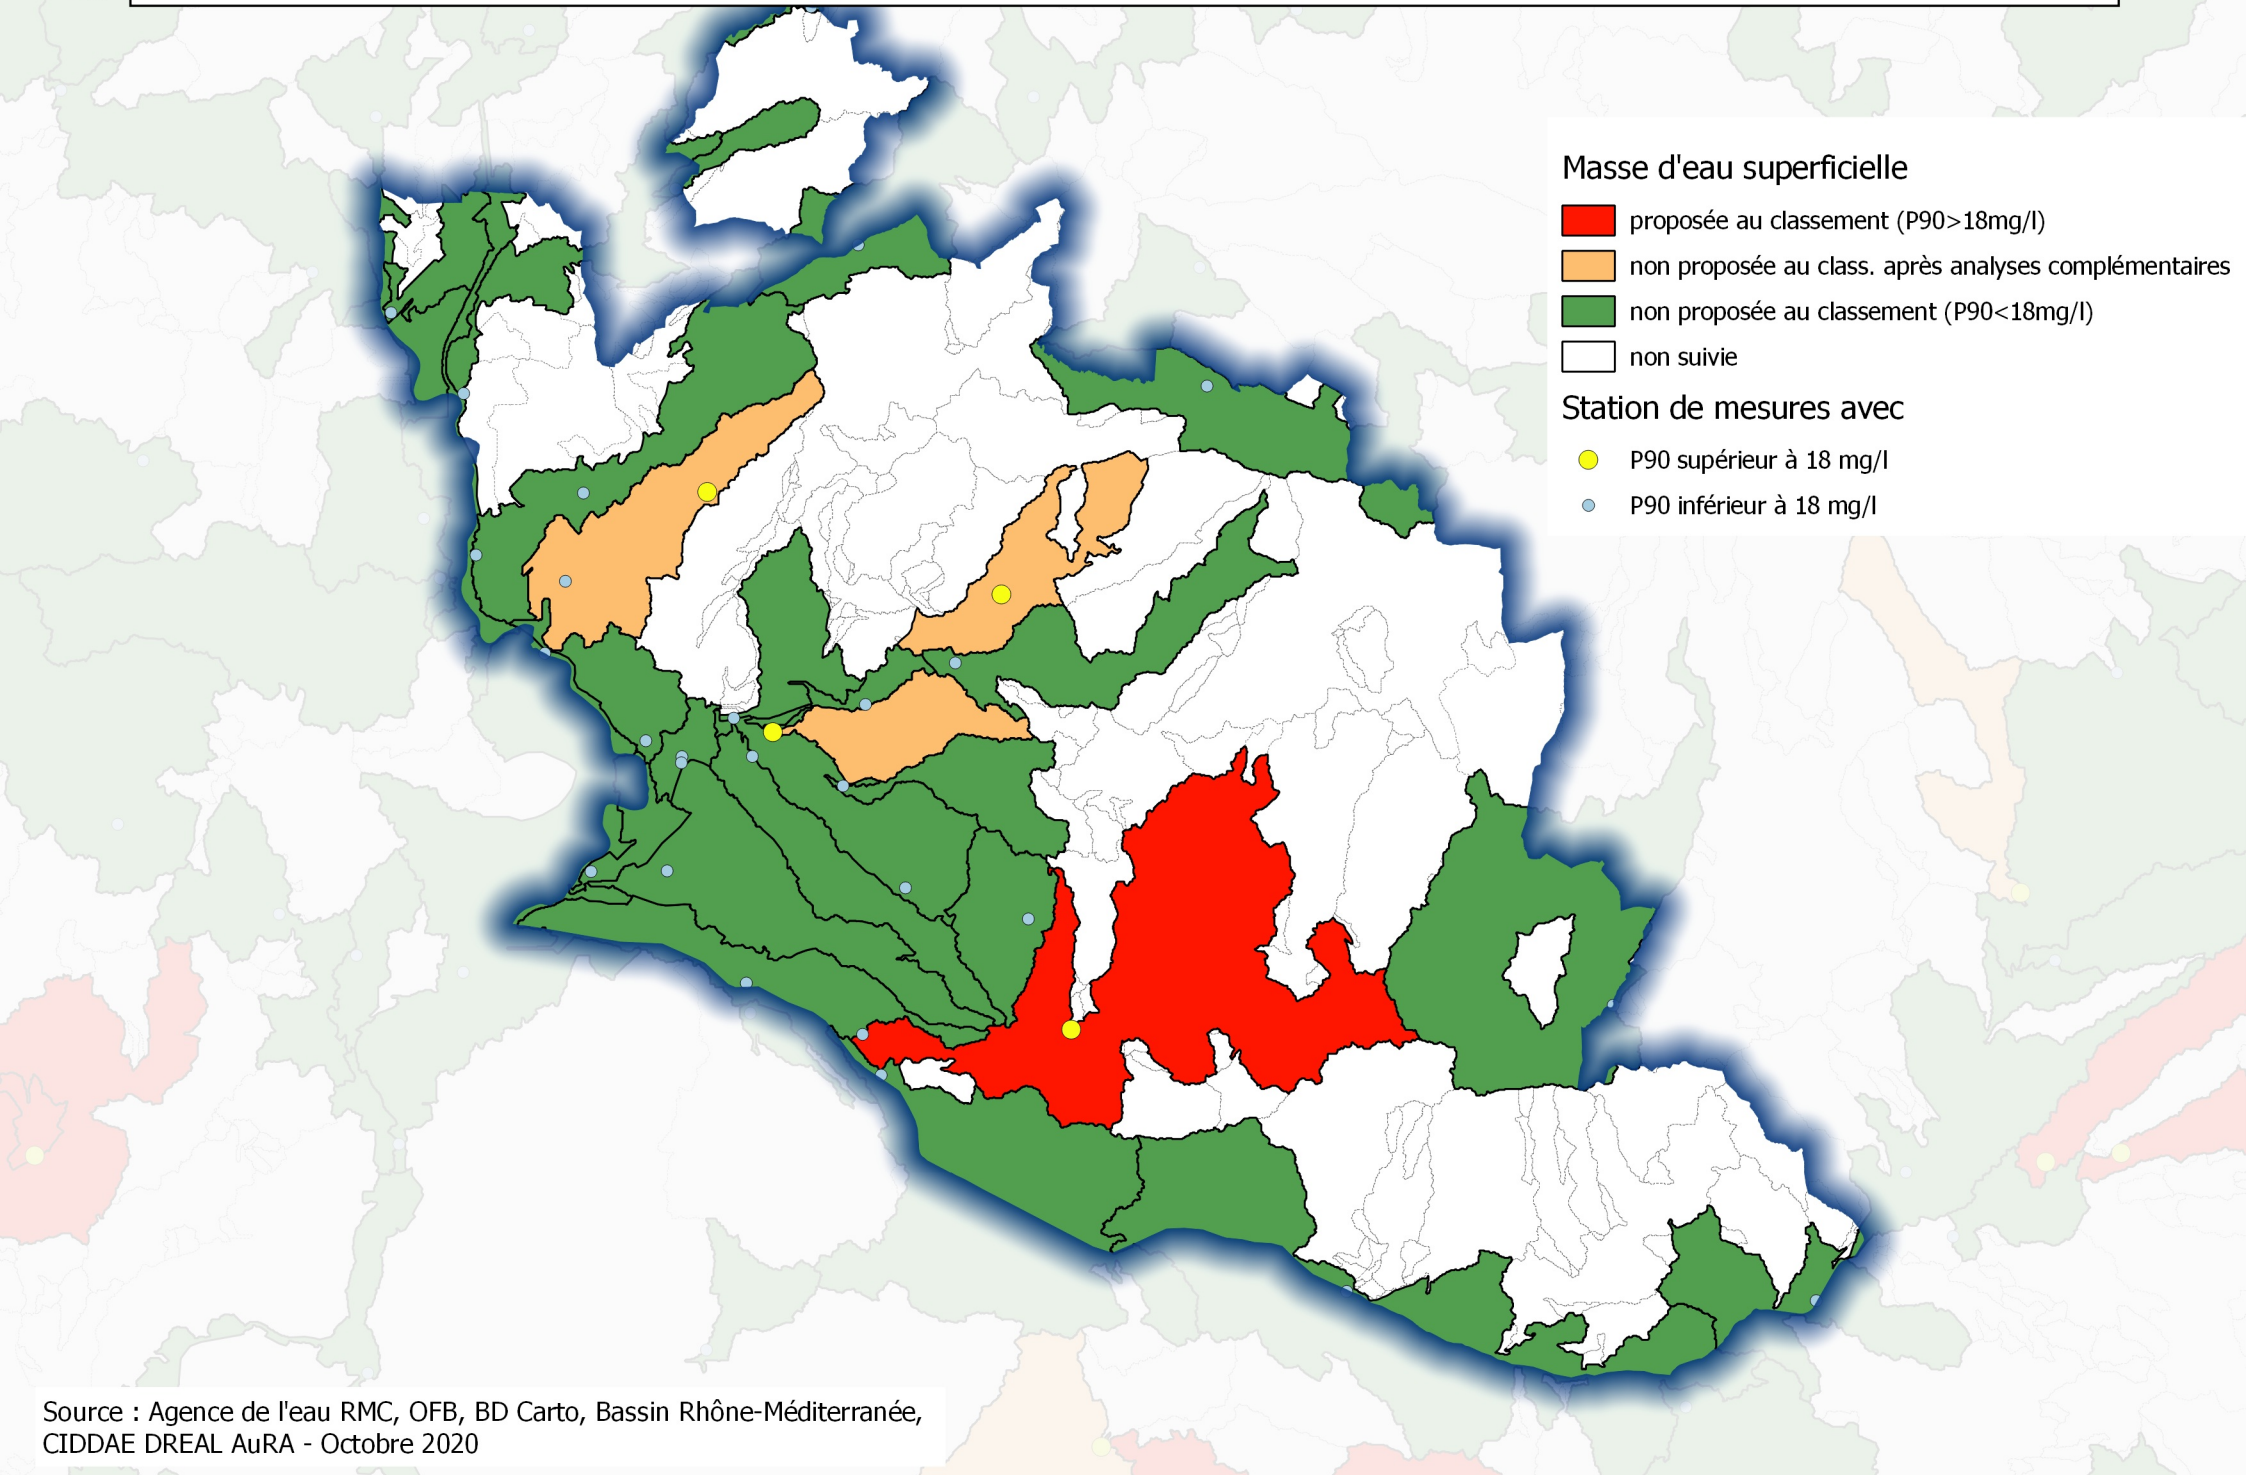 Masse d'eau superficielle
proposée au classement (P90>18mg/l)
non proposée au class. après analyses complémentaires
non proposée au classement (P90<18mg/l)
non suivie
Station de mesures avec
P90 supérieur à 18 mg/l
P90 inférieur à 18 mg/l
Source : Agence de l'eau RMC, OFB, BD Carto, Bassin Rhône-Méditerranée,
CIDDAE DREAL AuRA - Octobre 2020